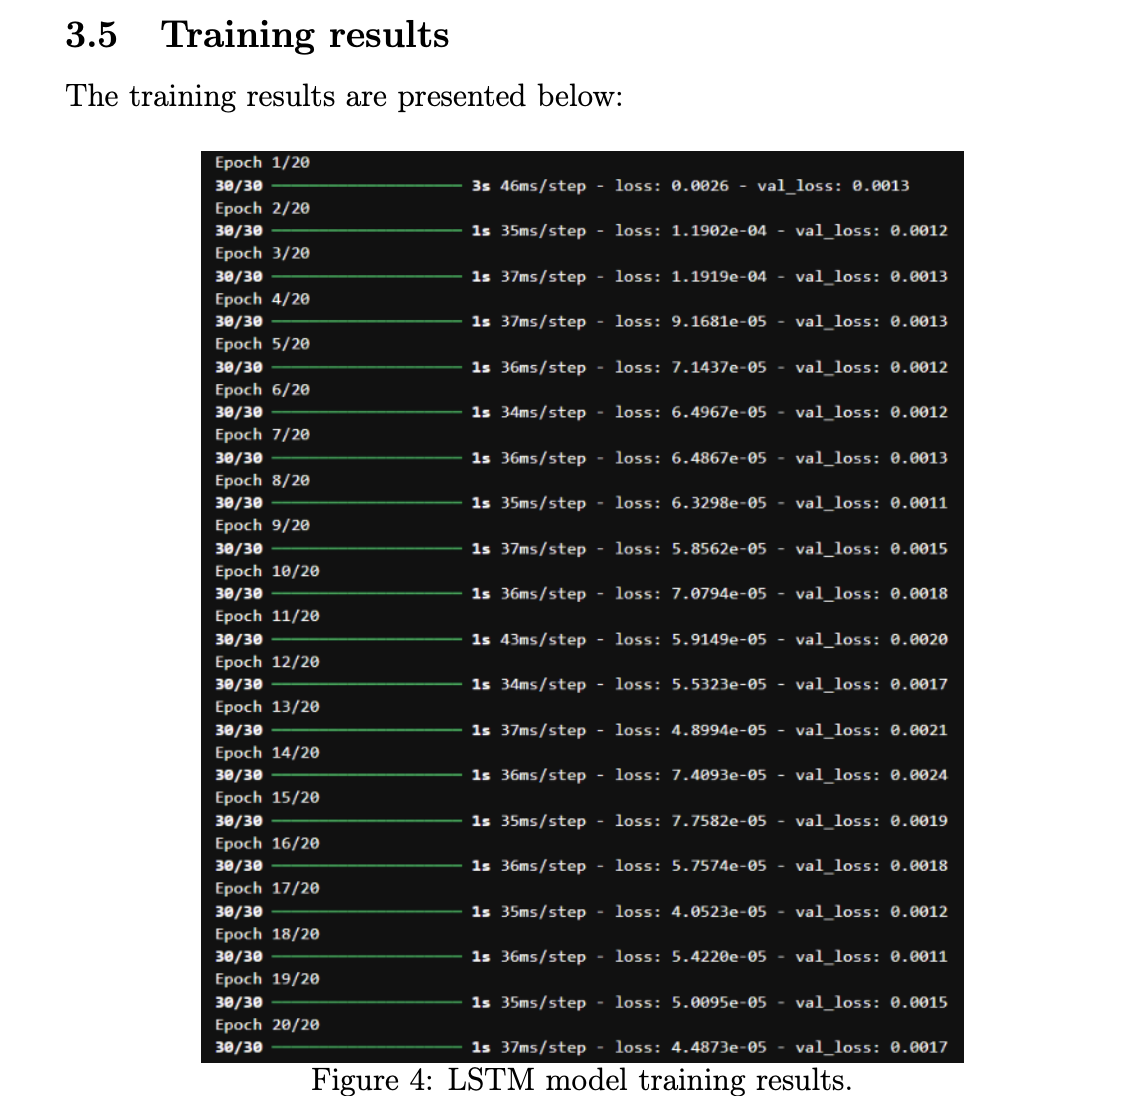 3.5 Training results
The training results are presented below:
Epoch 1/20
30/30 3s 46ms/step - loss: 0.0026 - val_loss: 0.0013
Epoch 2/20
30/30 1s 35ms/step - loss: 1.1902e-04 - val_loss: 0.0012
Epoch 3/20
30/30 1s 37ms/step - loss: 1.1919e-04 - val_loss: 0.0013
Epoch 4/20
30/30 1s 37ms/step - loss: 9.1681e-05 - val_loss: 0.0013
Epoch 5/20
30/30 1s 36ms/step - loss: 7.1437e-05 - val_loss: 0.0012
Epoch 6/20
30/30 1s 34ms/step - loss: 6.4967e-05 - val_loss: 0.0012
Epoch 7/20
30/30 1s 36ms/step - loss: 6.4867e-05 - val_loss: 0.0013
Epoch 8/20
30/30 1s 35ms/step - loss: 6.3298e-05 - val_loss: 0.0011
Epoch 9/20
30/30 1s 37ms/step - loss: 5.8562e-05 - val_loss: 0.0015
Epoch 10/20
30/30 1s 36ms/step - loss: 7.0794e-05 - val_loss: 0.0018
Epoch 11/20
30/30 1s 43ms/step - loss: 5.9149e-05 - val_loss: 0.0020
Epoch 12/20
30/30 1s 34ms/step - loss: 5.5323e-05 - val_loss: 0.0017
Epoch 13/20
30/30 1s 37ms/step - loss: 4.8994e-05 - val_loss: 0.0021
Epoch 14/20
30/30 1s 36ms/step - loss: 7.4093e-05 - val_loss: 0.0024
Epoch 15/20
30/30 1s 35ms/step - loss: 7.7582e-05 - val_loss: 0.0019
Epoch 16/20
30/30 1s 36ms/step - loss: 5.7574e-05 - val_loss: 0.0018
Epoch 17/20
30/30 1s 35ms/step - loss: 4.0523e-05 - val_loss: 0.0012
Epoch 18/20
30/30 1s 36ms/step - loss: 5.4220e-05 - val_loss: 0.0011
Epoch 19/20
30/30 1s 35ms/step - loss: 5.0095e-05 - val_loss: 0.0015
Epoch 20/20
30/30 1s 37ms/step - loss: 4.4873e-05 - val_loss: 0.0017
Figure 4: LSTM model training results.